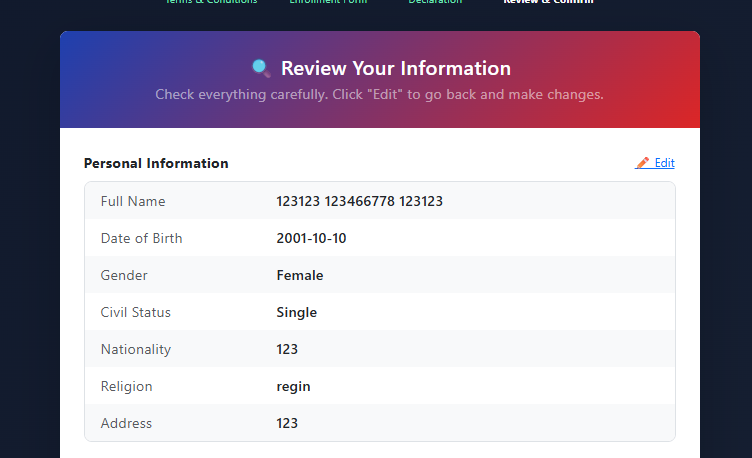 Terms & Conditions Enrollment Form Declaration Review & Confirm
Review Your Information
Check everything carefully. Click "Edit" to go back and make changes.
Personal Information Edit
Full Name 123123 123466778 123123
Date of Birth 2001-10-10
Gender Female
Civil Status Single
Nationality 123
Religion regin
Address 123